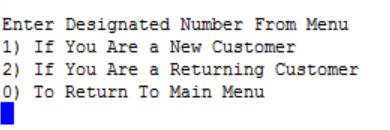 Enter Designated Number From Menu
1) If You Are a New Customer
2) If You Are a Returning Customer
0) To Return To Main Menu